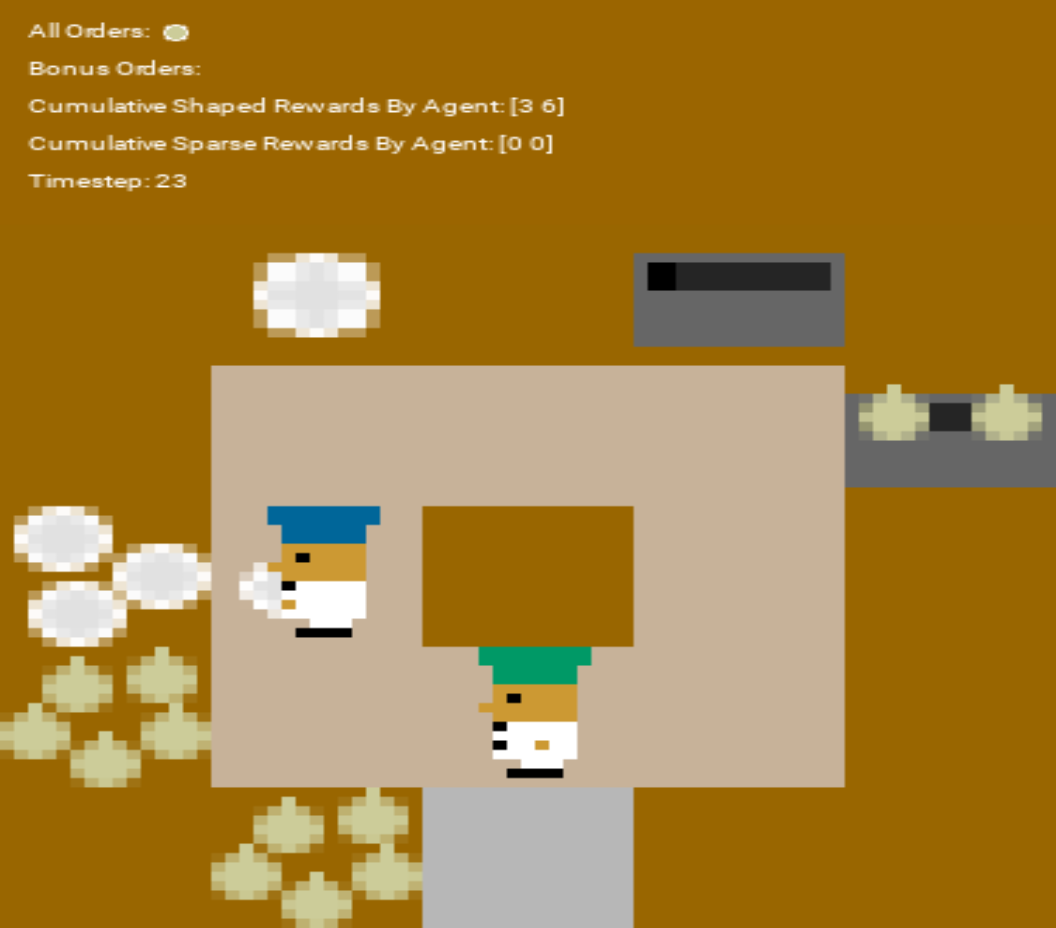 All Orders:
Bonus Orders:
Cumulative Shaped Rewards By Agent: [3 6]
Cumulative Sparse Rewards By Agent: [0 0]
Timestep: 23